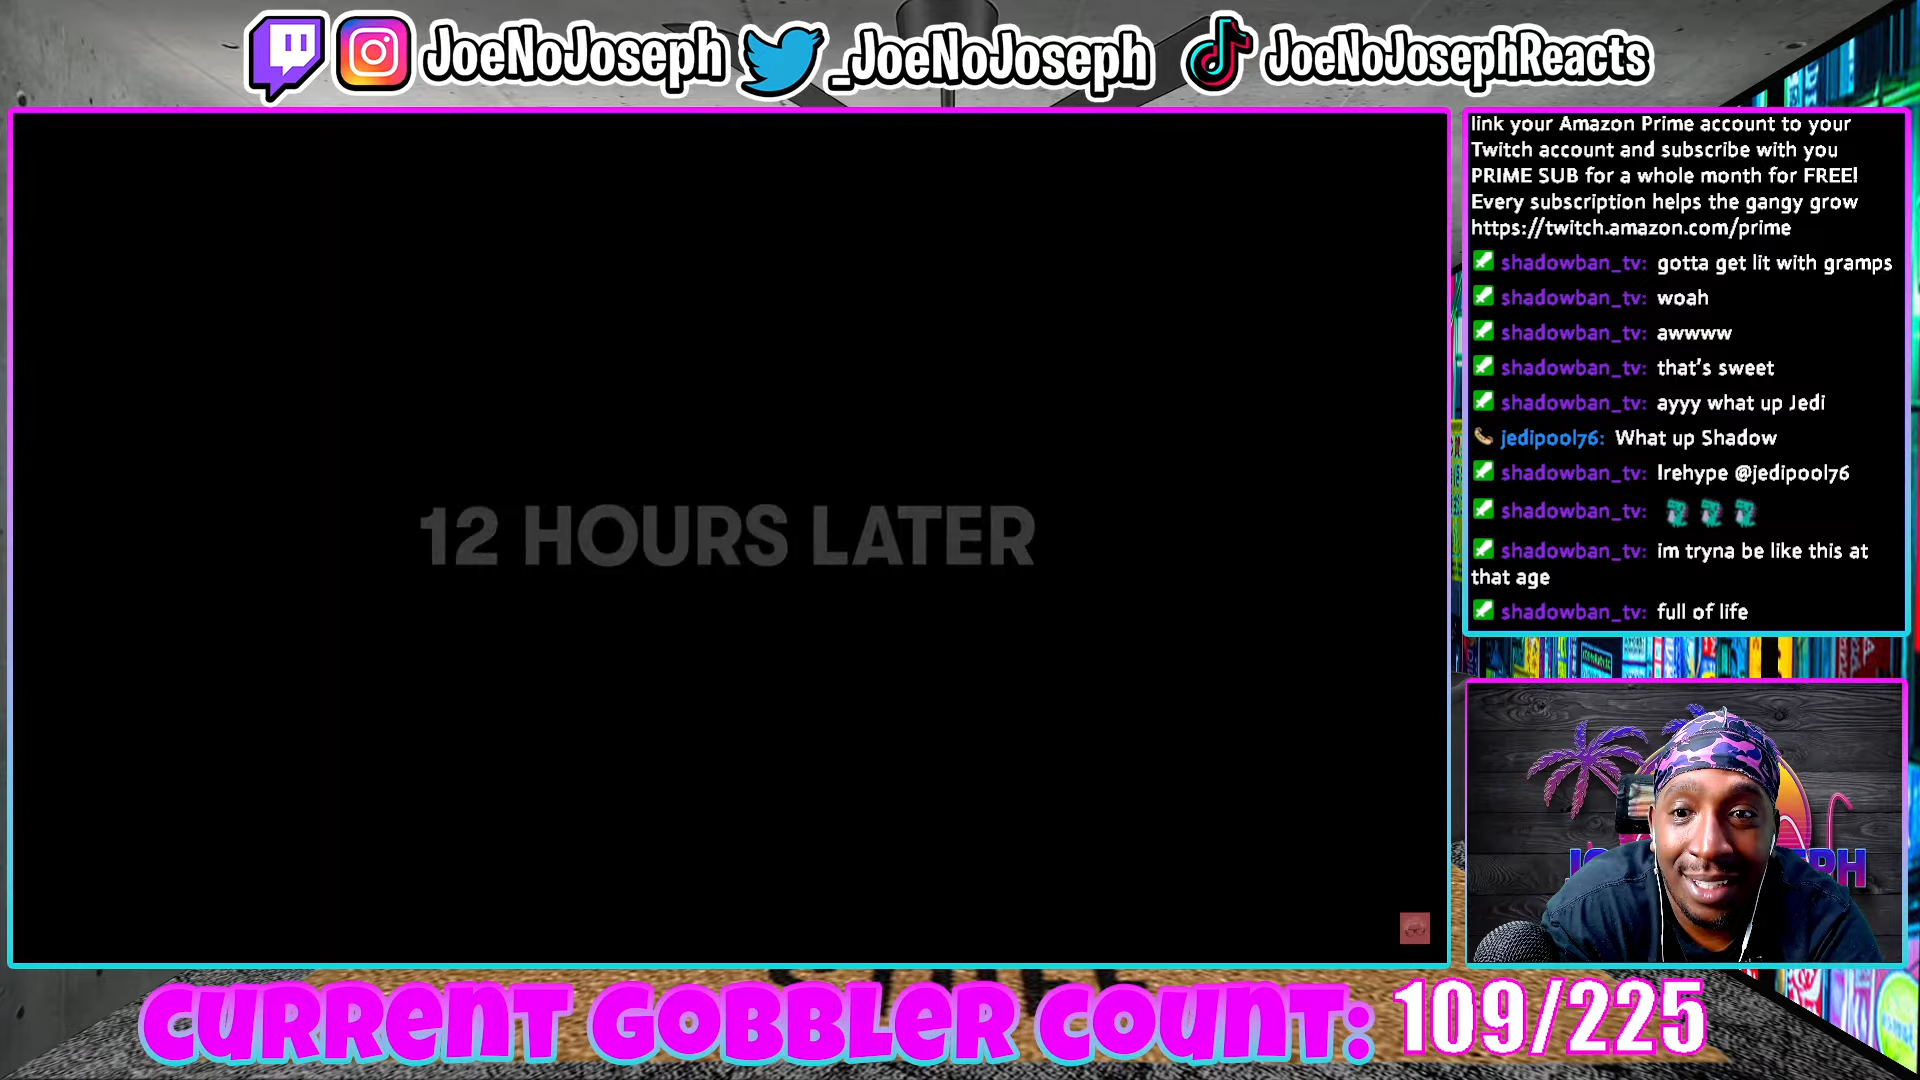 JoeNoJoseph _JoeNoJoseph JoeNoJosephReacts
link your Amazon Prime account to your
Twitch account and subscribe with you
PRIME SUB for a whole month for FREE!
Every subscription helps the gangy grow
https://twitch.amazon.com/prime
shadowban_tv: gotta get lit with gramps
shadowban_tv: woah
shadowban_tv: awwww
shadowban_tv: that's sweet
shadowban_tv: ayyy what up Jedi
jedipool76: What up Shadow
shadowban_tv: lrehype @jedipool76
shadowban_tv:
shadowban_tv: im tryna be like this at
that age
shadowban_tv: full of life
12 HOURS LATER
CURRENT GOBBLER COUNT: 109/225